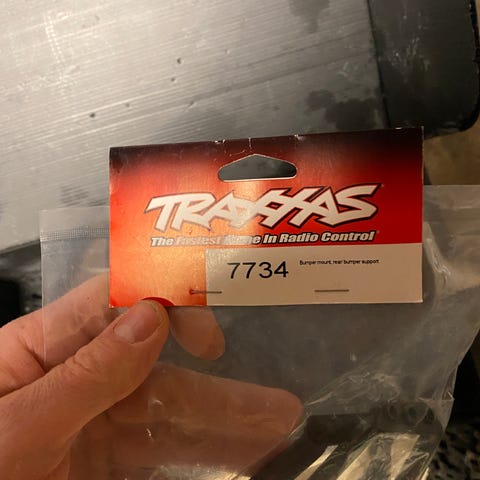 TRAXXAS
The Fastest Name In Radio Control
7734
Bumper mount, rear/ bumper support